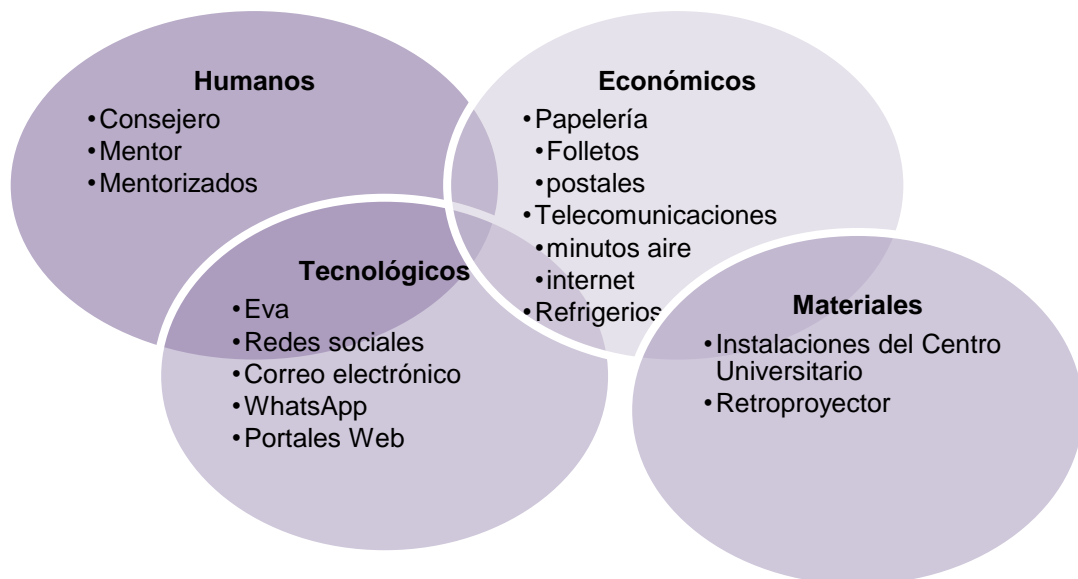 Humanos
•Consejero
•Mentor
•Mentorizados
Económicos
•Papelería
•Folletos
•postales
•Telecomunicaciones
•minutos aire
•internet
•Refrigerios
Tecnológicos
•Eva
•Redes sociales
•Correo electrónico
•WhatsApp
•Portales Web
Materiales
•Instalaciones del Centro
Universitario
•Retroproyector